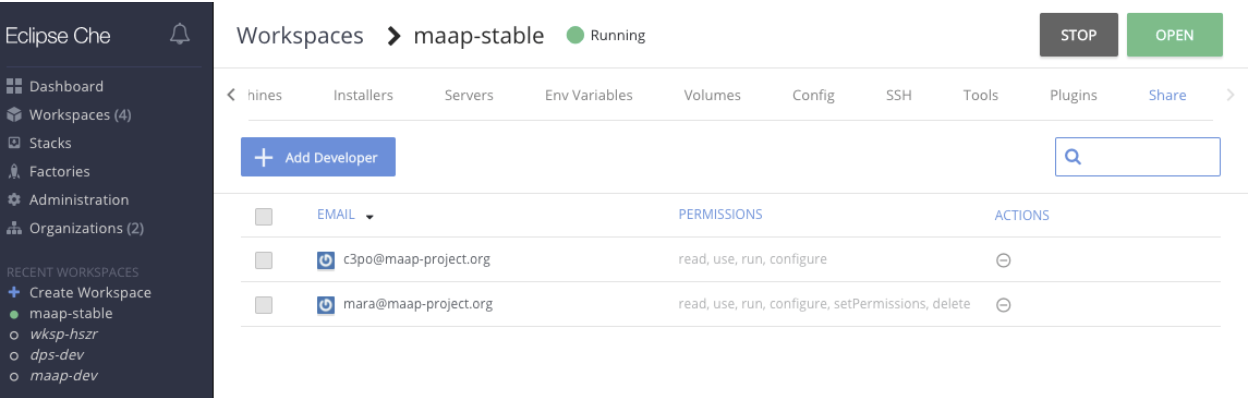 Eclipse Che
Dashboard
Workspaces (4)
Stacks
Factories
Administration
Organizations (2)
RECENT WORKSPACES
Create Workspace
maap-stable
wksp-hszr
dps-dev
maap-dev
Workspaces > maap-stable Running STOP OPEN
hines Installers Servers Env Variables Volumes Config SSH Tools Plugins Share
+ Add Developer
EMAIL PERMISSIONS ACTIONS
c3po@maap-project.org read, use, run, configure
mara@maap-project.org read, use, run, configure, setPermissions, delete